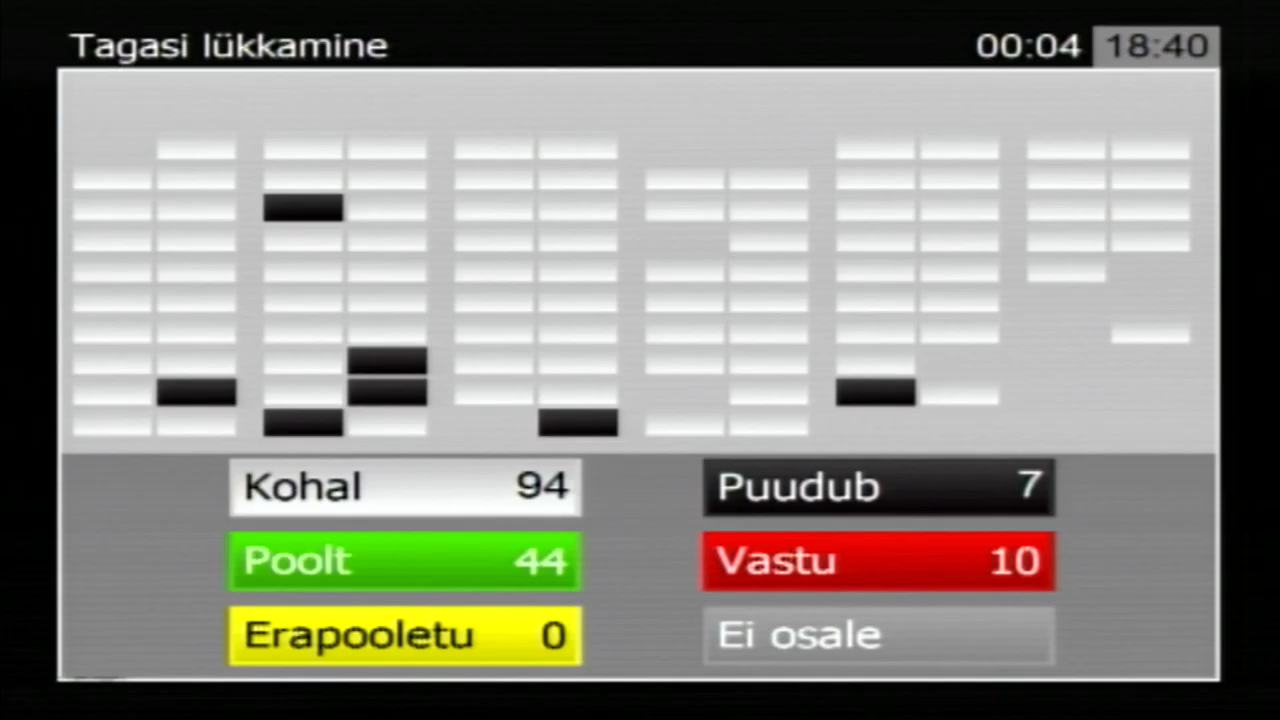 Tagasi lükkamine 00:04 18:40
Kohal 94 Puudub 7
Poolt 44 Vastu 10
Erapooletu 0 Ei osale